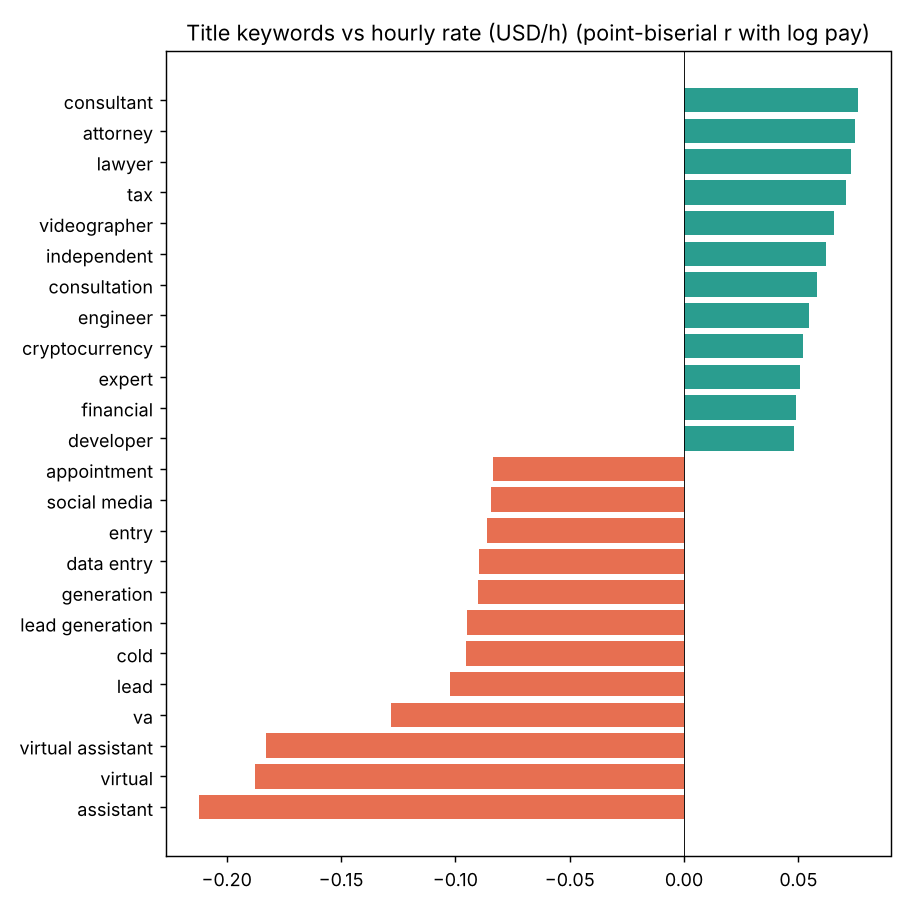 Title keywords vs hourly rate (USD/h) (point-biserial r with log pay)
consultant
attorney
lawyer
tax
videographer
independent
consultation
engineer
cryptocurrency
expert
financial
developer
appointment
social media
entry
data entry
generation
lead generation
cold
lead
va
virtual assistant
virtual
assistant
−0.20 −0.15 −0.10 −0.05 0.00 0.05